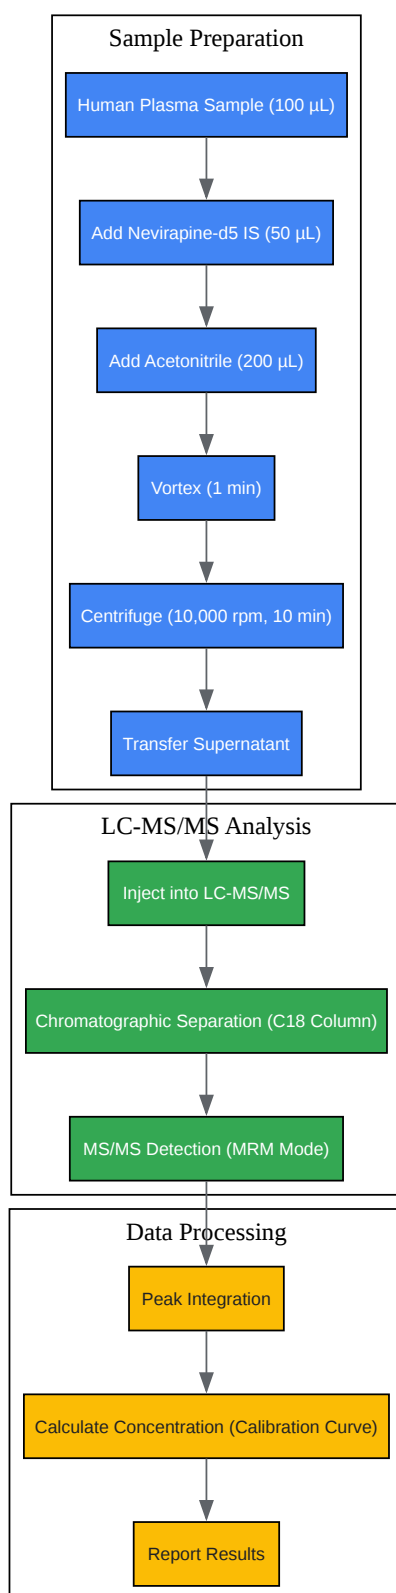 Sample Preparation
Human Plasma Sample (100 µL)
Add Nevirapine-d5 IS (50 µL)
Add Acetonitrile (200 µL)
Vortex (1 min)
Centrifuge (10,000 rpm, 10 min)
Transfer Supernatant
LC-MS/MS Analysis
Inject into LC-MS/MS
Chromatographic Separation (C18 Column)
MS/MS Detection (MRM Mode)
Data Processing
Peak Integration
Calculate Concentration (Calibration Curve)
Report Results